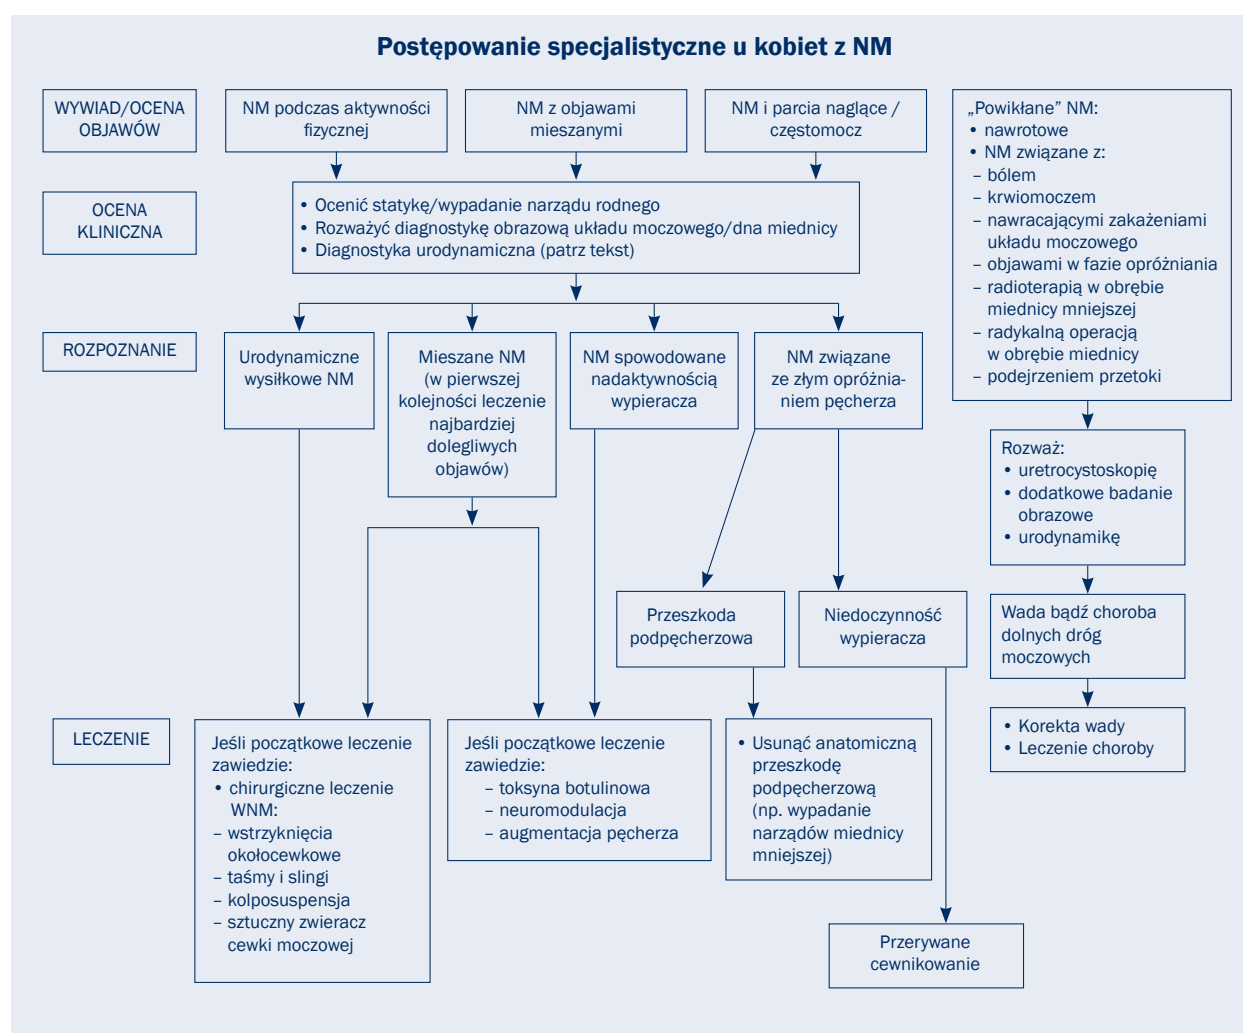 Postępowanie specjalistyczne u kobiet z NM
WYWIAD/OCENA
OBJAWÓW
NM podczas aktywności
fizycznej
NM z objawami
mieszanymi
NM i parcia naglące /
częstomocz
„Powikłane” NM:
• nawrotowe
• NM związane z:
– bólem
– krwiomoczem
– nawracającymi zakażeniami
układu moczowego
– objawami w fazie opróżniania
– radioterapią w obrębie
miednicy mniejszej
– radykalną operacją
w obrębie miednicy
– podejrzeniem przetoki
OCENA
KLINICZNA
• Ocenić statykę/wypadanie narządu rodnego
• Rozważyć diagnostykę obrazową układu moczowego/dna miednicy
• Diagnostyka urodynamiczna (patrz tekst)
ROZPOZNANIE
Urodynamiczne
wysiłkowe NM
Mieszane NM
(w pierwszej
kolejności leczenie
najbardziej
dolegliwych
objawów)
NM spowodowane
nadaktywnością
wypieracza
NM związane
ze złym opróżnia-
niem pęcherza
Rozważ:
• uretrocystoskopię
• dodatkowe badanie
obrazowe
• urodynamikę
Przeszkoda
podpęcherzowa
Niedoczynność
wypieracza
Wada bądź choroba
dolnych dróg
moczowych
LECZENIE
Jeśli początkowe leczenie
zawiedzie:
• chirurgiczne leczenie
WNM:
– wstrzyknięcia
okołocewkowe
– taśmy i slingi
– kolposuspensja
– sztuczny zwieracz
cewki moczowej
Jeśli początkowe leczenie
zawiedzie:
– toksyna botulinowa
– neuromodulacja
– augmentacja pęcherza
• Usunąć anatomiczną
przeszkodę
podpęcherzową
(np. wypadanie
narządów miednicy
mniejszej)
• Korekta wady
• Leczenie choroby
Przerywane
cewnikowanie